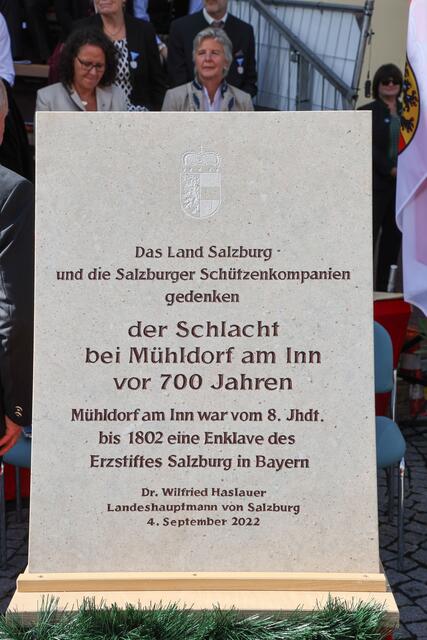 Das Land Salzburg
und die Salzburger Schützenkompanien
gedenken
der Schlacht
bei Mühldorf am Inn
vor 700 Jahren
Mühldorf am Inn war vom 8. Jhdt.
bis 1802 eine Enklave des
Erzstiftes Salzburg in Bayern
Dr. Wilfried Haslauer
Landeshauptmann von Salzburg
4. September 2022